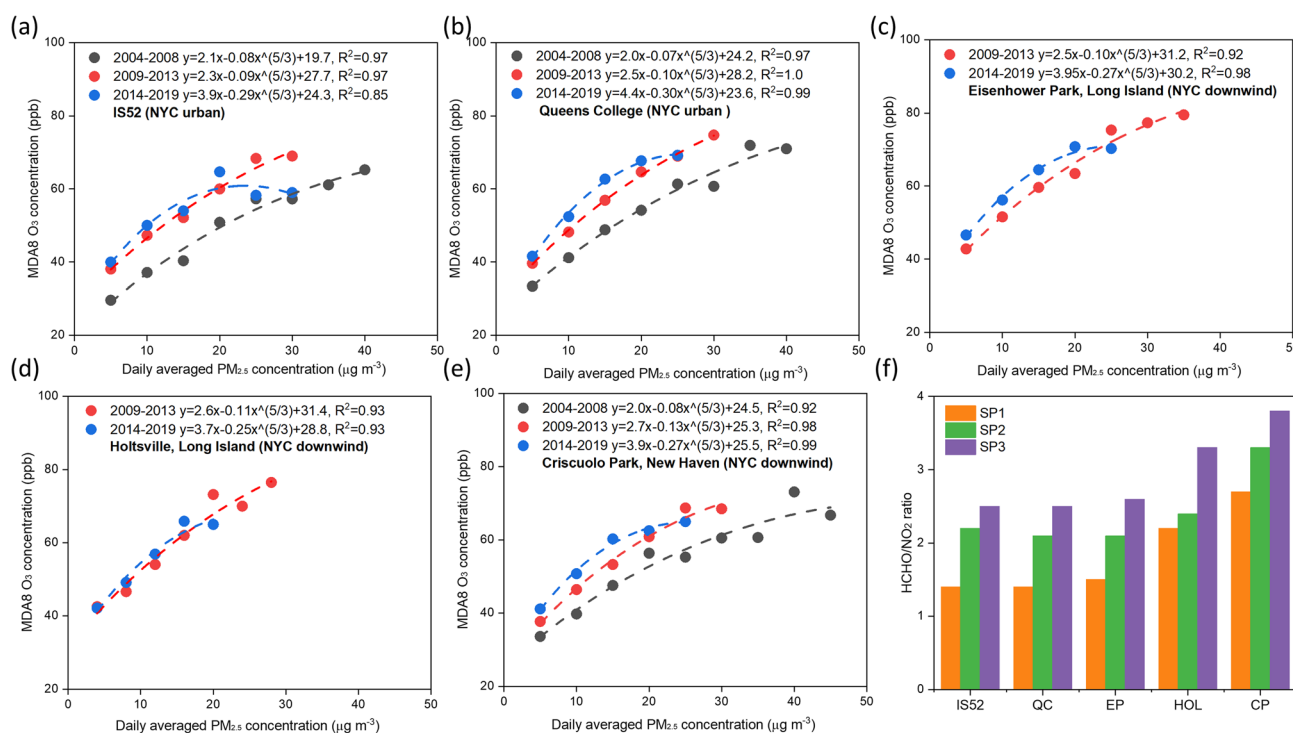 (a)
100
80
60
40
20
MDA8 O₃ concentration (ppb)
2004-2008 y=2.1x-0.08x^(5/3)+19.7, R²=0.97
2009-2013 y=2.3x-0.09x^(5/3)+27.7, R²=0.97
2014-2019 y=3.9x-0.29x^(5/3)+24.3, R²=0.85
IS52 (NYC urban)
0 10 20 30 40 50
Daily averaged PM₂.₅ concentration (μg m⁻³)
(b)
100
80
60
40
20
MDA8 O₃ concentration (ppb)
2004-2008 y=2.0x-0.07x^(5/3)+24.2, R²=0.97
2009-2013 y=2.5x-0.10x^(5/3)+28.2, R²=1.0
2014-2019 y=4.4x-0.30x^(5/3)+23.6, R²=0.99
Queens College (NYC urban )
0 10 20 30 40 50
Daily averaged PM₂.₅ concentration (μg m⁻³)
(c)
100
80
60
40
20
MDA8 O₃ concentration (ppb)
2009-2013 y=2.5x-0.10x^(5/3)+31.2, R²=0.92
2014-2019 y=3.95x-0.27x^(5/3)+30.2, R²=0.98
Eisenhower Park, Long Island (NYC downwind)
0 10 20 30 40 50
Daily averaged PM₂.₅ concentration (μg m⁻³)
(d)
100
80
60
40
20
MDA8 O₃ concentration (ppb)
2009-2013 y=2.6x-0.11x^(5/3)+31.4, R²=0.93
2014-2019 y=3.7x-0.25x^(5/3)+28.8, R²=0.93
Holtsville, Long Island (NYC downwind)
0 10 20 30 40 50
Daily averaged PM₂.₅ concentration (μg m⁻³)
(e)
100
80
60
40
20
MDA8 O₃ concentration (ppb)
2004-2008 y=2.0x-0.08x^(5/3)+24.5, R²=0.92
2009-2013 y=2.7x-0.13x^(5/3)+25.3, R²=0.98
2014-2019 y=3.9x-0.27x^(5/3)+25.5, R²=0.99
Criscuolo Park, New Haven (NYC downwind)
0 10 20 30 40 50
Daily averaged PM₂.₅ concentration (μg m⁻³)
(f)
4
3
2
1
0
HCHO/NO₂ ratio
SP1
SP2
SP3
IS52 QC EP HOL CP